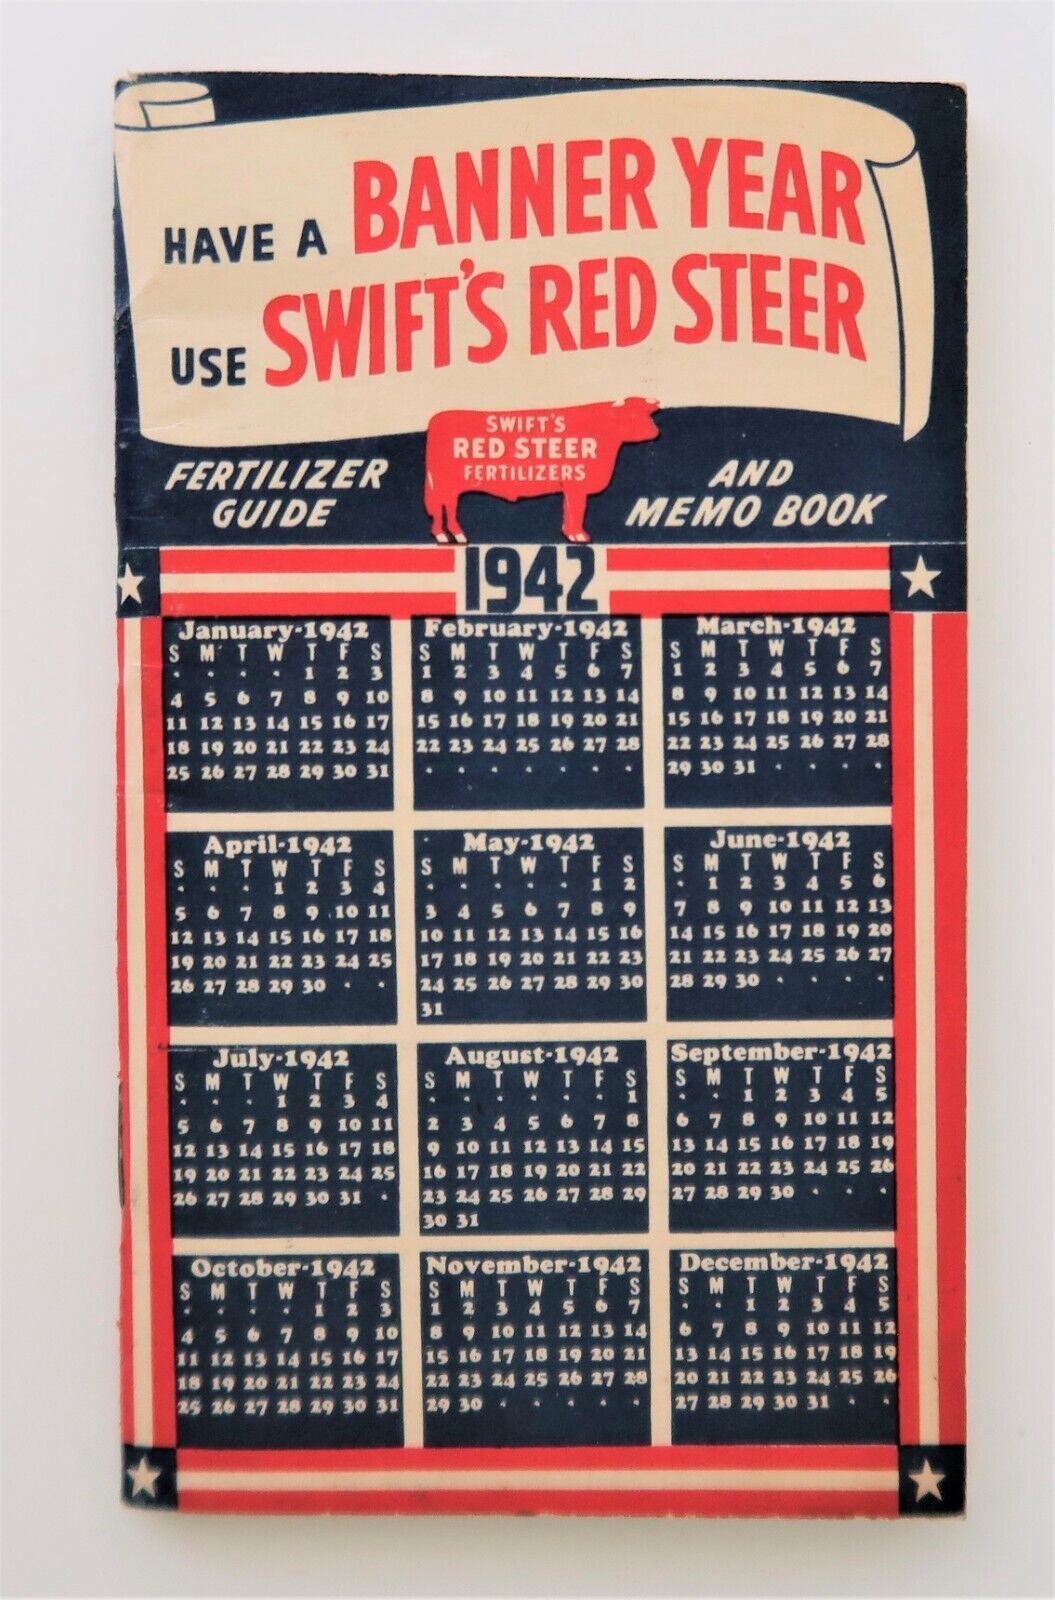 HAVE A BANNER YEAR
USE SWIFT'S RED STEER
SWIFT'S
RED STEER
FERTILIZERS
FERTILIZER
GUIDE
AND
MEMO BOOK
1942
January-1942
S M T W T F S
1 2 3
4 5 6 7 8 9 10
11 12 13 14 15 16 17
18 19 20 21 22 23 24
25 26 27 28 29 30 31
February-1942
S M T W T F S
1 2 3 4 5 6 7
8 9 10 11 12 13 14
15 16 17 18 19 20 21
22 23 24 25 26 27 28
March-1942
S M T W T F S
1 2 3 4 5 6 7
8 9 10 11 12 13 14
15 16 17 18 19 20 21
22 23 24 25 26 27 28
29 30 31
April-1942
S M T W T F S
1 2 3 4
5 6 7 8 9 10 11
12 13 14 15 16 17 18
19 20 21 22 23 24 25
26 27 28 29 30
May-1942
S M T W T F S
1 2
3 4 5 6 7 8 9
10 11 12 13 14 15 16
17 18 19 20 21 22 23
24 25 26 27 28 29 30
31
June-1942
S M T W T F S
1 2 3 4 5 6
7 8 9 10 11 12 13
14 15 16 17 18 19 20
21 22 23 24 25 26 27
28 29 30
July-1942
S M T W T F S
1 2 3 4
5 6 7 8 9 10 11
12 13 14 15 16 17 18
19 20 21 22 23 24 25
26 27 28 29 30 31
August-1942
S M T W T F S
1
2 3 4 5 6 7 8
9 10 11 12 13 14 15
16 17 18 19 20 21 22
23 24 25 26 27 28 29
30 31
September-1942
S M T W T F S
1 2 3 4 5
6 7 8 9 10 11 12
13 14 15 16 17 18 19
20 21 22 23 24 25 26
27 28 29 30
October-1942
S M T W T F S
1 2 3
4 5 6 7 8 9 10
11 12 13 14 15 16 17
18 19 20 21 22 23 24
25 26 27 28 29 30 31
November-1942
S M T W T F S
1 2 3 4 5 6 7
8 9 10 11 12 13 14
15 16 17 18 19 20 21
22 23 24 25 26 27 28
29 30
December-1942
S M T W T F S
1 2 3 4 5
6 7 8 9 10 11 12
13 14 15 16 17 18 19
20 21 22 23 24 25 26
27 28 29 30 31